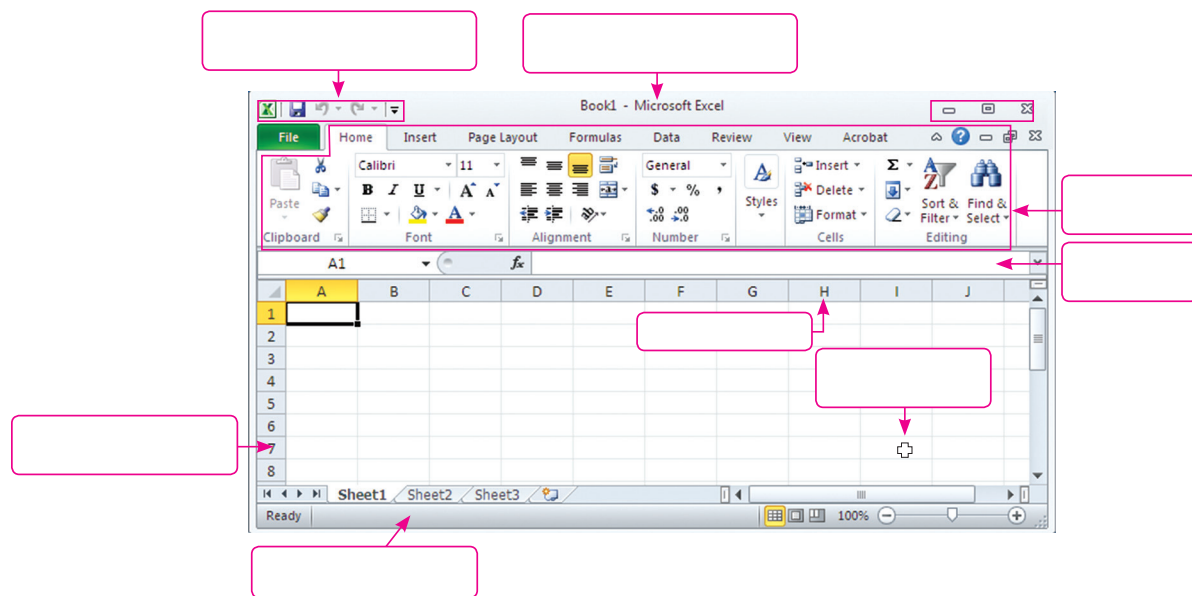 Book1 - Microsoft Excel
File Home Insert Page Layout Formulas Data Review View Acrobat
Calibri 11 General Insert
B I U A A $ % , Delete
Paste Styles Sort & Find &
A .0 .00 .00 .0 Format Filter Select
Clipboard Font Alignment Number Cells Editing
A1 fx
A B C D E F G H I J
1
2
3
4
5
6
7
8
Sheet1 Sheet2 Sheet3
Ready 100%